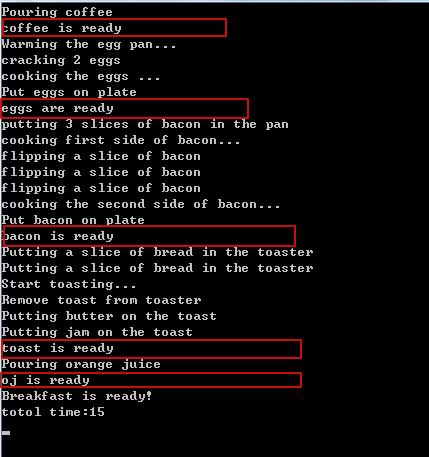 Pouring coffee
coffee is ready
Warming the egg pan...
cracking 2 eggs
cooking the eggs ...
Put eggs on plate
eggs are ready
putting 3 slices of bacon in the pan
cooking first side of bacon...
flipping a slice of bacon
flipping a slice of bacon
flipping a slice of bacon
cooking the second side of bacon...
Put bacon on plate
bacon is ready
Putting a slice of bread in the toaster
Putting a slice of bread in the toaster
Start toasting...
Remove toast from toaster
Putting butter on the toast
Putting jam on the toast
toast is ready
Pouring orange juice
oj is ready
Breakfast is ready!
totol time:15